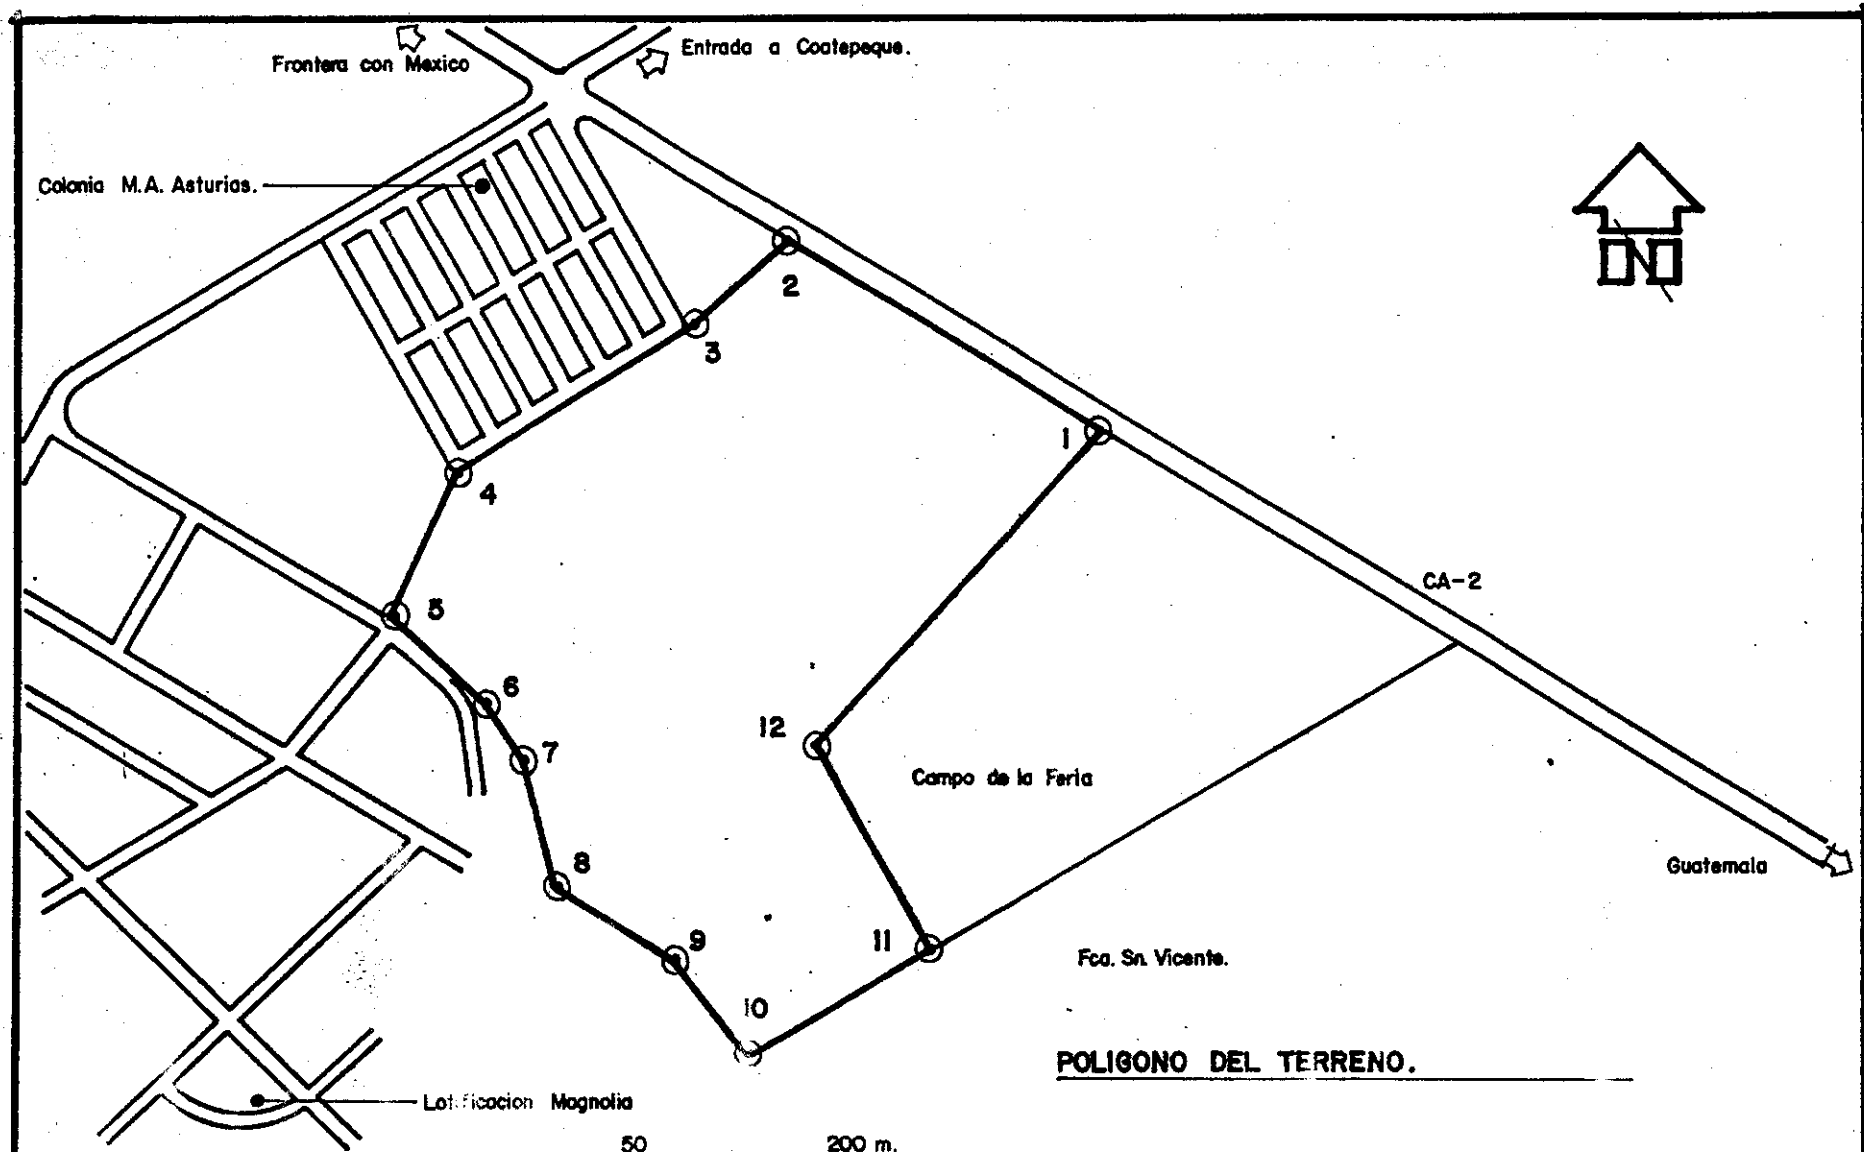 Frontera con Mexico
Entrada a Coatepeque.
Colonia M.A. Asturias.
N
2
3
1
4
CA-2
5
6
12
7
Campo de la Feria
Guatemala
8
9
11
Fca. Sn. Vicente.
10
POLIGONO DEL TERRENO.
Lotificacion Magnolia
50 200 m.